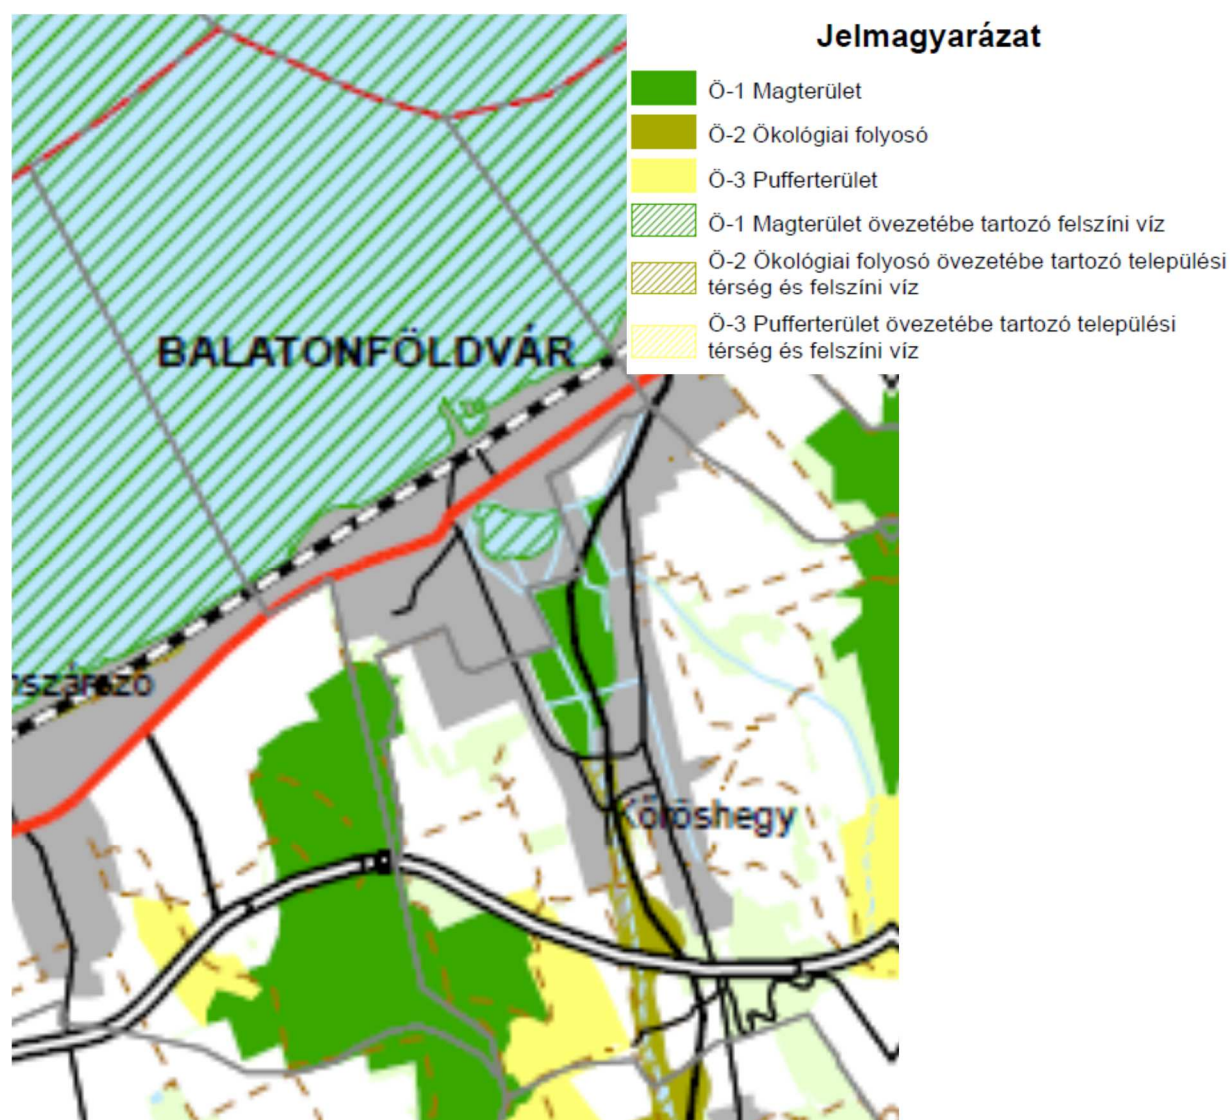 Jelmagyarázat
Ö-1 Magterület
Ö-2 Ökológiai folyosó
Ö-3 Pufferterület
Ö-1 Magterület övezetébe tartozó felszíni víz
Ö-2 Ökológiai folyosó övezetébe tartozó települési
térség és felszíni víz
Ö-3 Pufferterület övezetébe tartozó települési
térség és felszíni víz
BALATONFÖLDVÁR
nszárszó
Kőröshegy